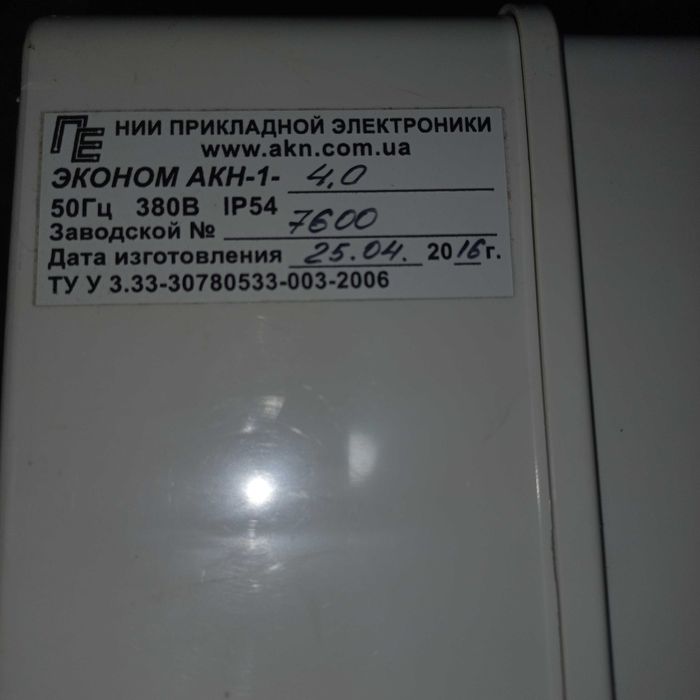 ПЕ НИИ ПРИКЛАДНОЙ ЭЛЕКТРОНИКИ
www.akn.com.ua
ЭКОНОМ АКН-1- 4,0
50Гц 380В IP54
Заводской № 7600
Дата изготовления 25.04. 2016г.
ТУ У 3.33-30780533-003-2006